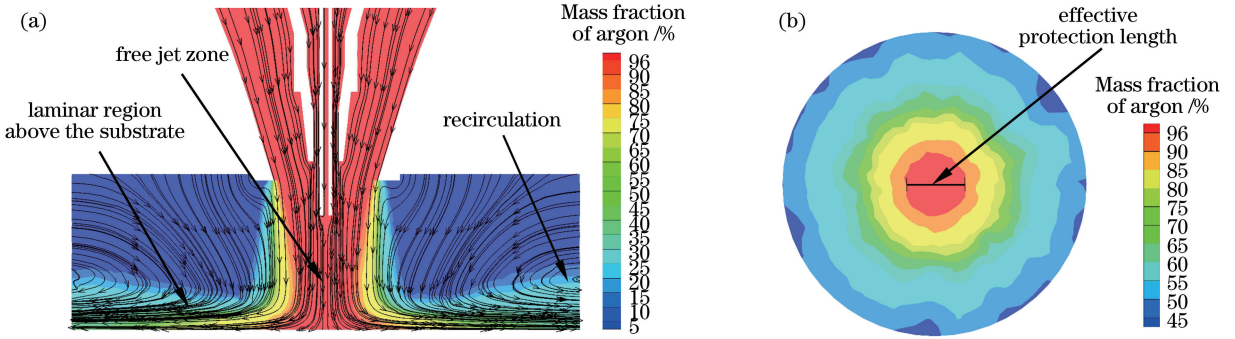 (a)
free jet zone
laminar region
above the substrate
recirculation
Mass fraction
of argon /%
96
90
85
80
75
70
65
60
55
50
45
40
35
30
25
20
15
10
5
(b)
effective
protection length
Mass fraction
of argon /%
96
90
85
80
75
70
65
60
55
50
45